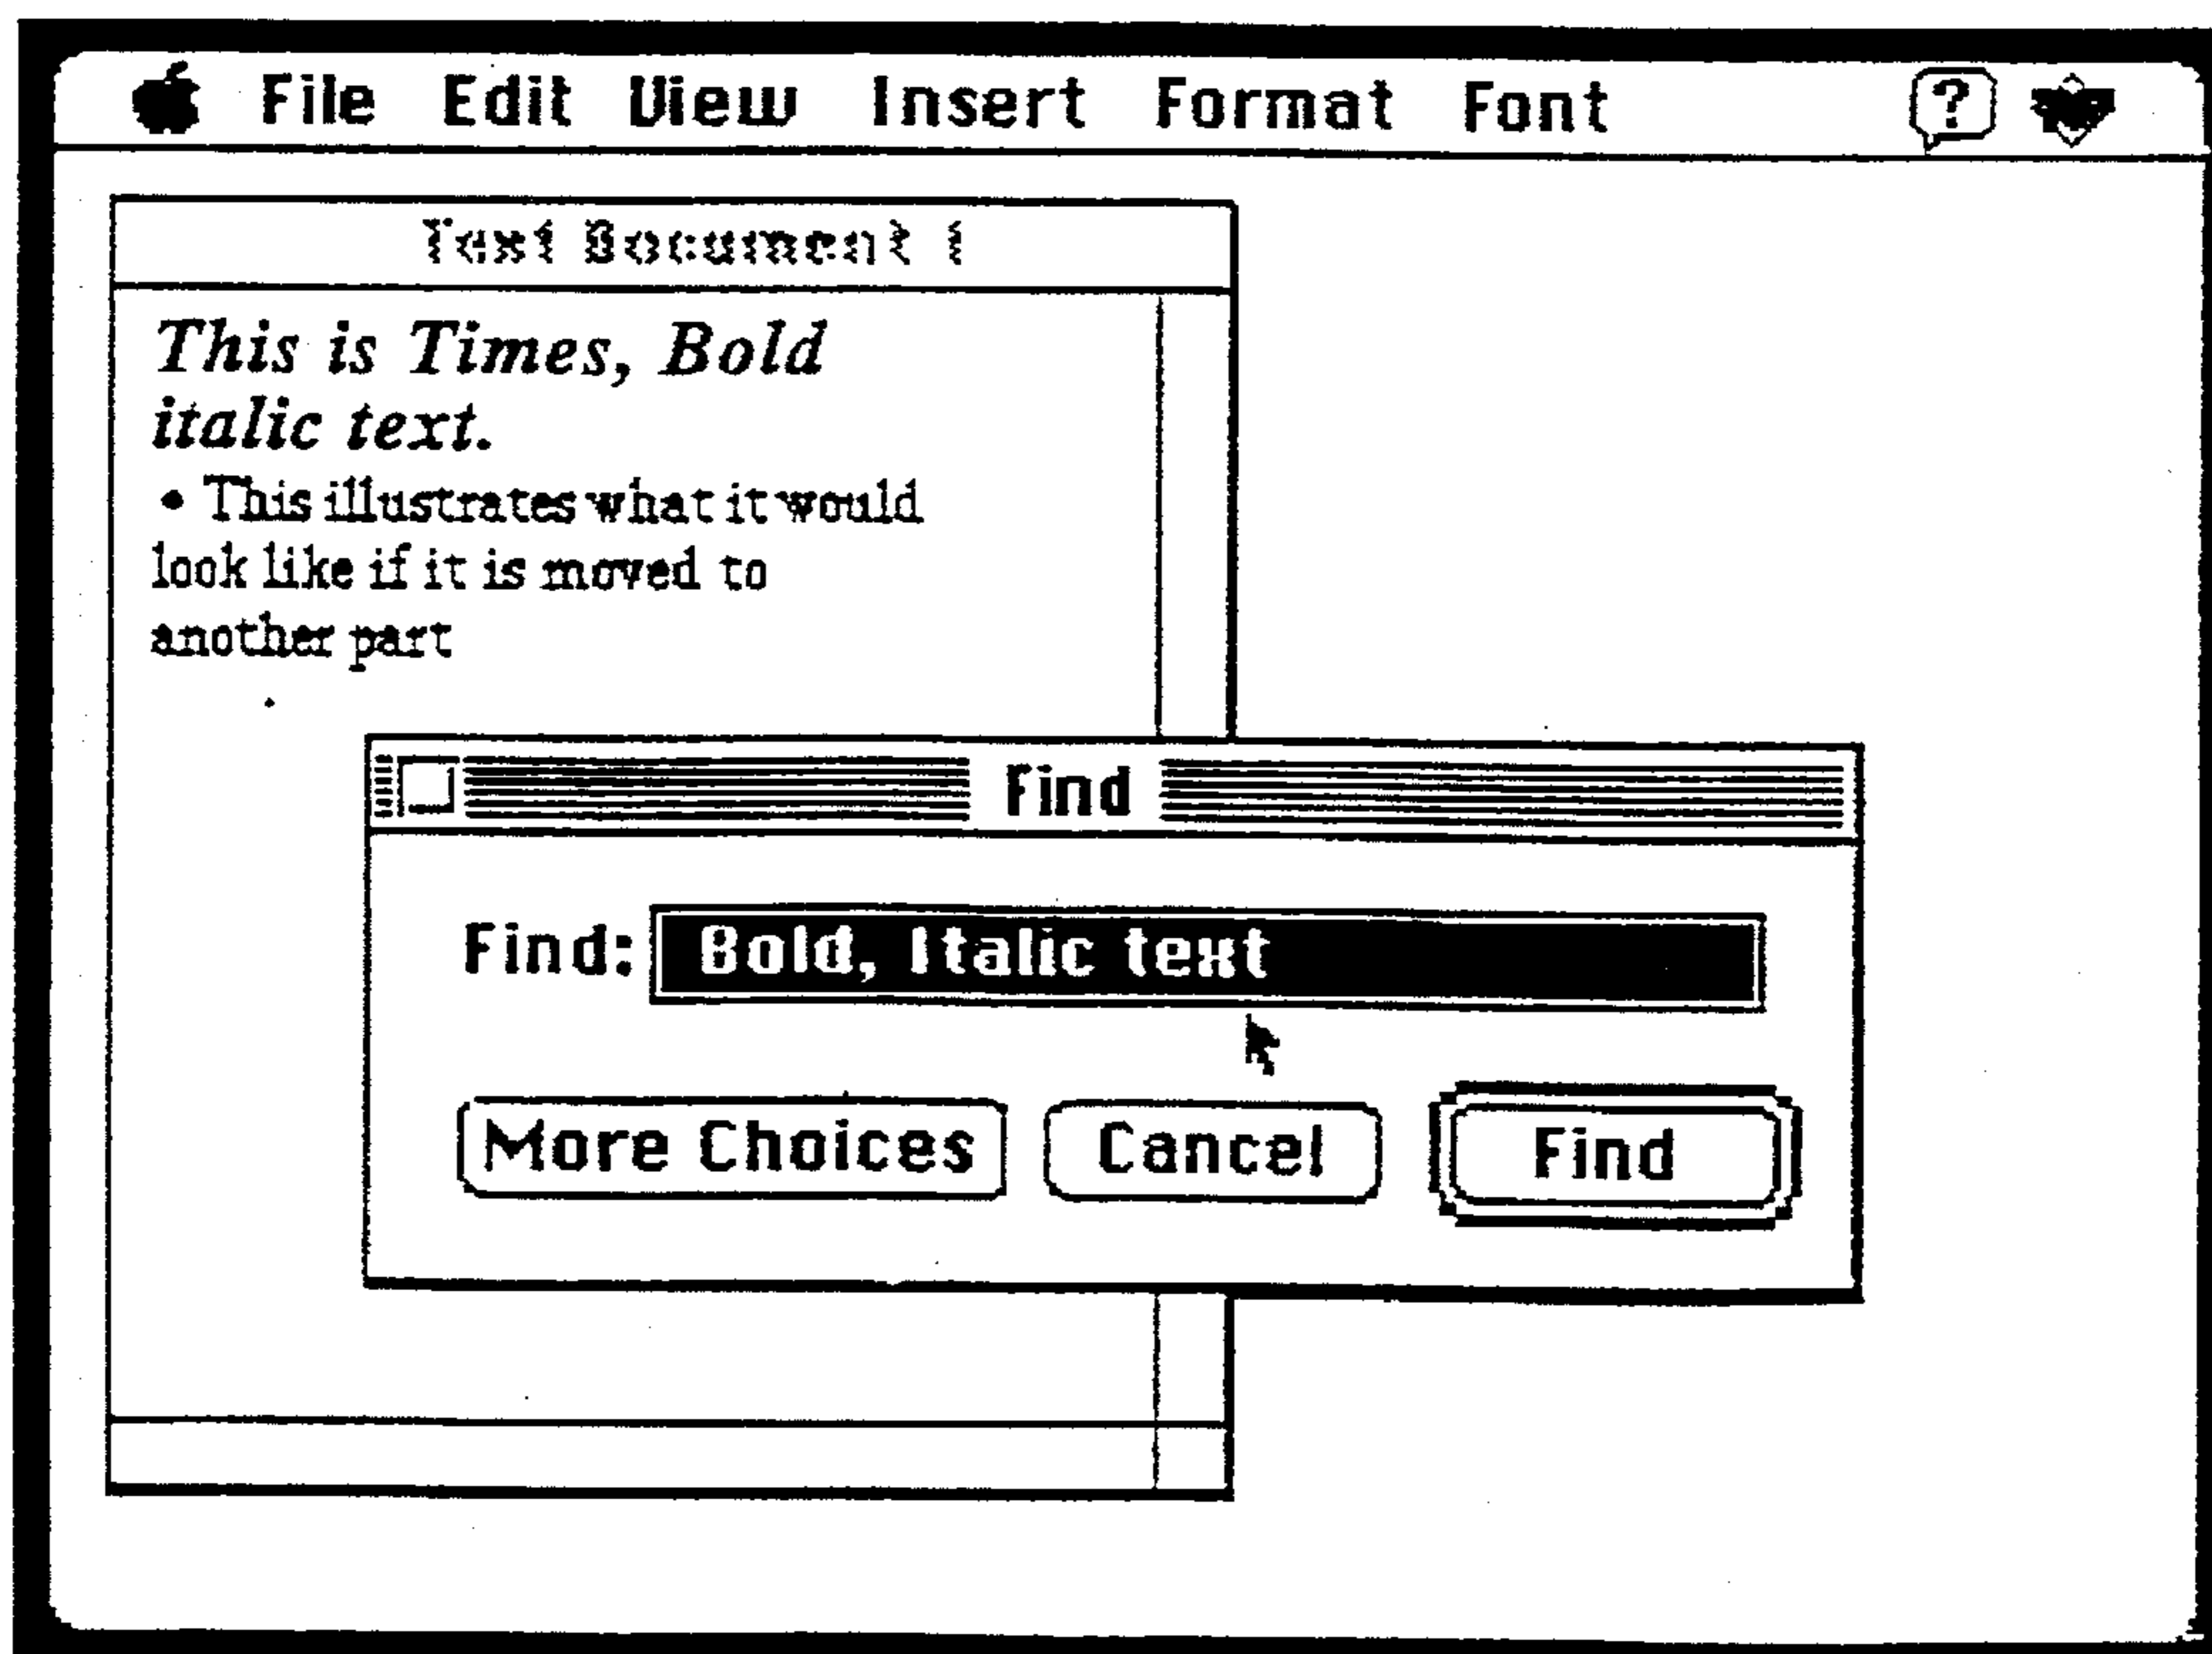 File Edit View Insert Format Font ?
Text Document 1
This is Times, Bold
italic text.
• This illustrates what it would
look like if it is moved to
another part
Find
Find: Bold, Italic text
More Choices Cancel Find